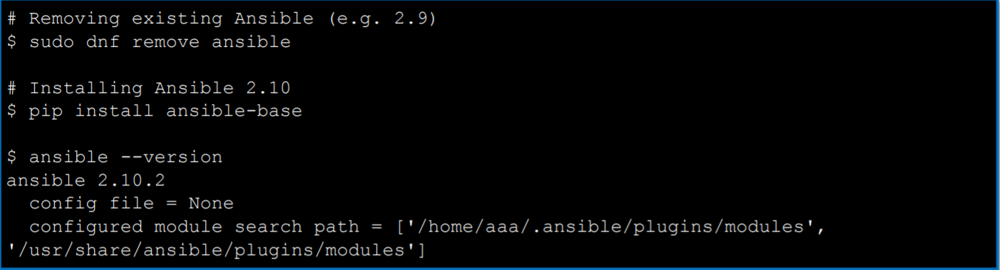 # Removing existing Ansible (e.g. 2.9)
$ sudo dnf remove ansible
# Installing Ansible 2.10
$ pip install ansible-base
$ ansible --version
ansible 2.10.2
  config file = None
  configured module search path = ['/home/aaa/.ansible/plugins/modules',
'/usr/share/ansible/plugins/modules']